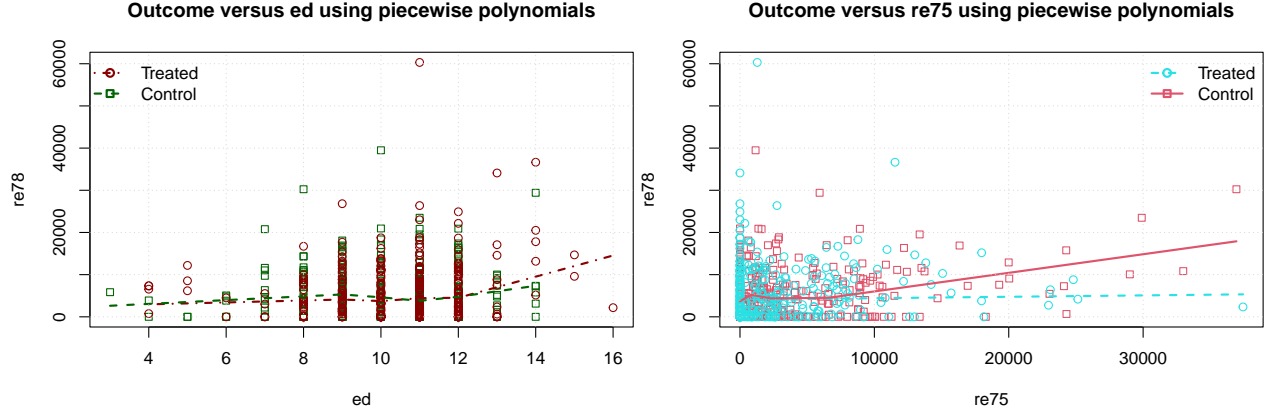 Outcome versus ed using piecewise polynomials
60000
40000
20000
0
re78
Treated
Control
4 6 8 10 12 14 16
ed
Outcome versus re75 using piecewise polynomials
60000
40000
20000
0
re78
Treated
Control
0 10000 20000 30000
re75